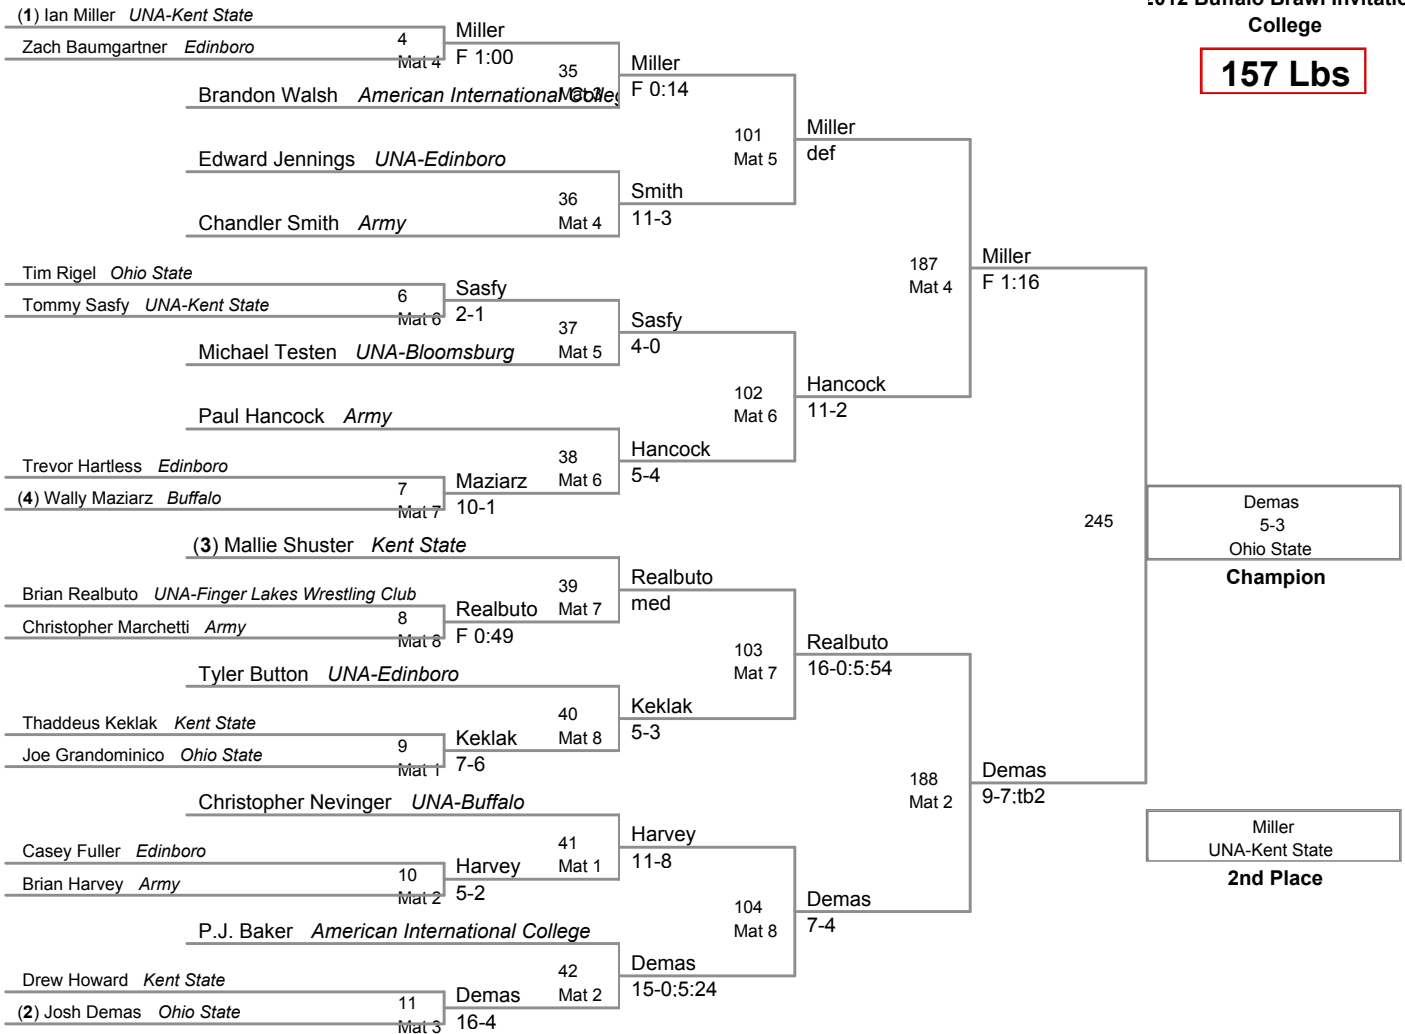 2012 Buffalo Brawl Invitatio
College
157 Lbs
(1) Ian Miller UNA-Kent State
Zach Baumgartner Edinboro
4
Mat 4
Miller
F 1:00
Brandon Walsh American International Colleg
35
Mat 3
Miller
F 0:14
Edward Jennings UNA-Edinboro
Chandler Smith Army
36
Mat 4
Smith
11-3
101
Mat 5
Miller
def
Tim Rigel Ohio State
Tommy Sasfy UNA-Kent State
6
Mat 6
Sasfy
2-1
Michael Testen UNA-Bloomsburg
37
Mat 5
Sasfy
4-0
Paul Hancock Army
Trevor Hartless Edinboro
(4) Wally Maziarz Buffalo
7
Mat 7
Maziarz
10-1
38
Mat 6
Hancock
5-4
102
Mat 6
Hancock
11-2
187
Mat 4
Miller
F 1:16
(3) Mallie Shuster Kent State
Brian Realbuto UNA-Finger Lakes Wrestling Club
Christopher Marchetti Army
8
Mat 8
Realbuto
F 0:49
39
Mat 7
Realbuto
med
Tyler Button UNA-Edinboro
Thaddeus Keklak Kent State
Joe Grandominico Ohio State
9
Mat 1
Keklak
7-6
40
Mat 8
Keklak
5-3
103
Mat 7
Realbuto
16-0;5:54
Christopher Nevinger UNA-Buffalo
Casey Fuller Edinboro
Brian Harvey Army
10
Mat 2
Harvey
5-2
41
Mat 1
Harvey
11-8
P.J. Baker American International College
Drew Howard Kent State
(2) Josh Demas Ohio State
11
Mat 3
Demas
16-4
42
Mat 2
Demas
15-0;5:24
104
Mat 8
Demas
7-4
188
Mat 2
Demas
9-7;tb2
245
Demas
5-3
Ohio State
Champion
Miller
UNA-Kent State
2nd Place